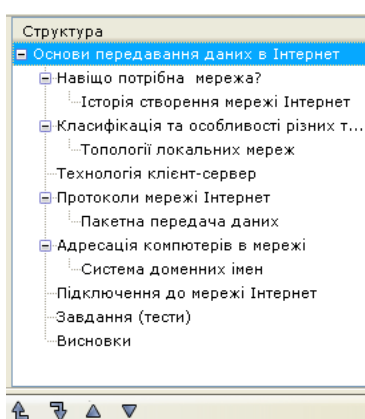 Структура
Основи передавання даних в Інтернет
Навіщо потрібна мережа?
Історія створення мережі Інтернет
Класифікація та особливості різних т...
Топології локальних мереж
Технологія клієнт-сервер
Протоколи мережі Інтернет
Пакетна передача даних
Адресація компютерів в мережі
Система доменних імен
Підключення до мережі Інтернет
Завдання (тести)
Висновки